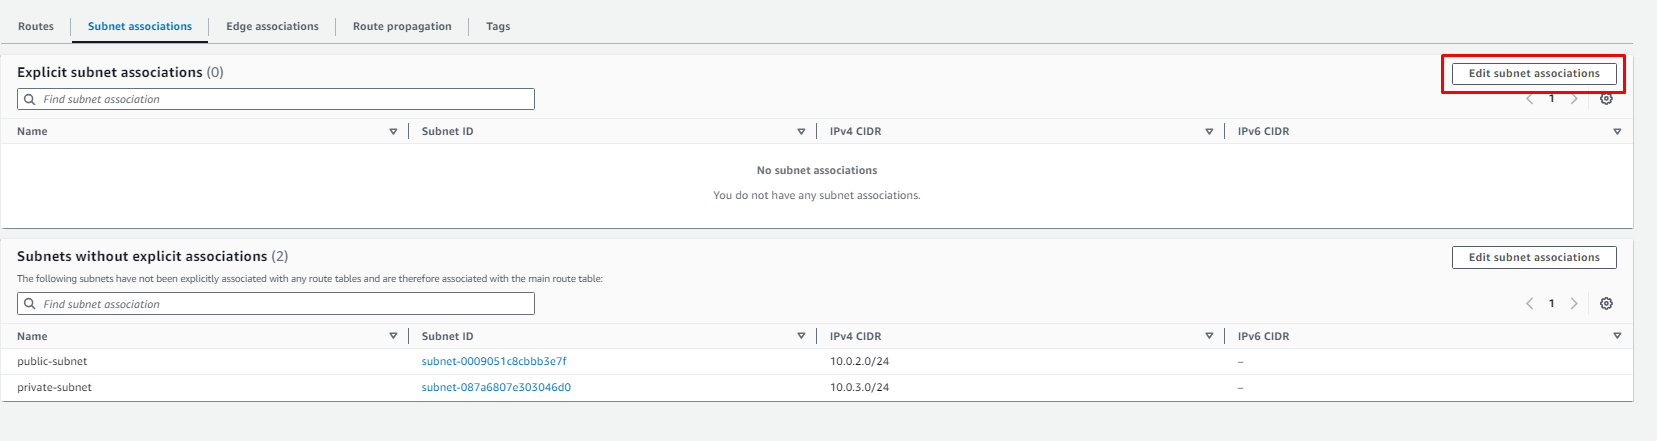 Routes Subnet associations Edge associations Route propagation Tags
Explicit subnet associations (0) Edit subnet associations
Find subnet association 1
Name Subnet ID IPv4 CIDR IPv6 CIDR
No subnet associations
You do not have any subnet associations.
Subnets without explicit associations (2) Edit subnet associations
The following subnets have not been explicitly associated with any route tables and are therefore associated with the main route table:
Find subnet association 1
Name Subnet ID IPv4 CIDR IPv6 CIDR
public-subnet subnet-0009051c8cbbb3e7f 10.0.2.0/24 –
private-subnet subnet-087a6807e303046d0 10.0.3.0/24 –